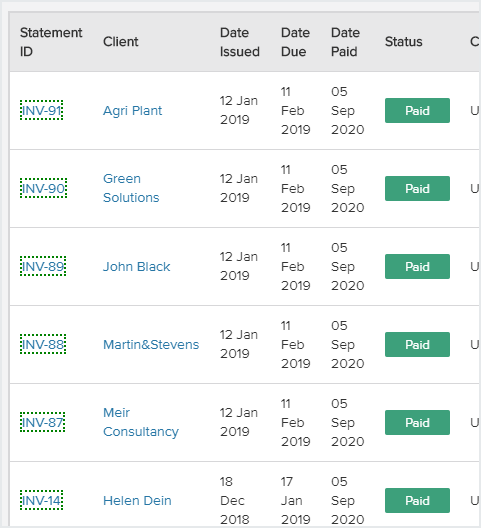 Statement ID Client Date Issued Date Due Date Paid Status C
INV-91 Agri Plant 12 Jan 2019 11 Feb 2019 05 Sep 2020 Paid U
INV-90 Green Solutions 12 Jan 2019 11 Feb 2019 05 Sep 2020 Paid U
INV-89 John Black 12 Jan 2019 11 Feb 2019 05 Sep 2020 Paid U
INV-88 Martin&Stevens 12 Jan 2019 11 Feb 2019 05 Sep 2020 Paid U
INV-87 Meir Consultancy 12 Jan 2019 11 Feb 2019 05 Sep 2020 Paid U
INV-14 Helen Dein 18 Dec 2018 17 Jan 2019 05 Sep 2020 Paid U